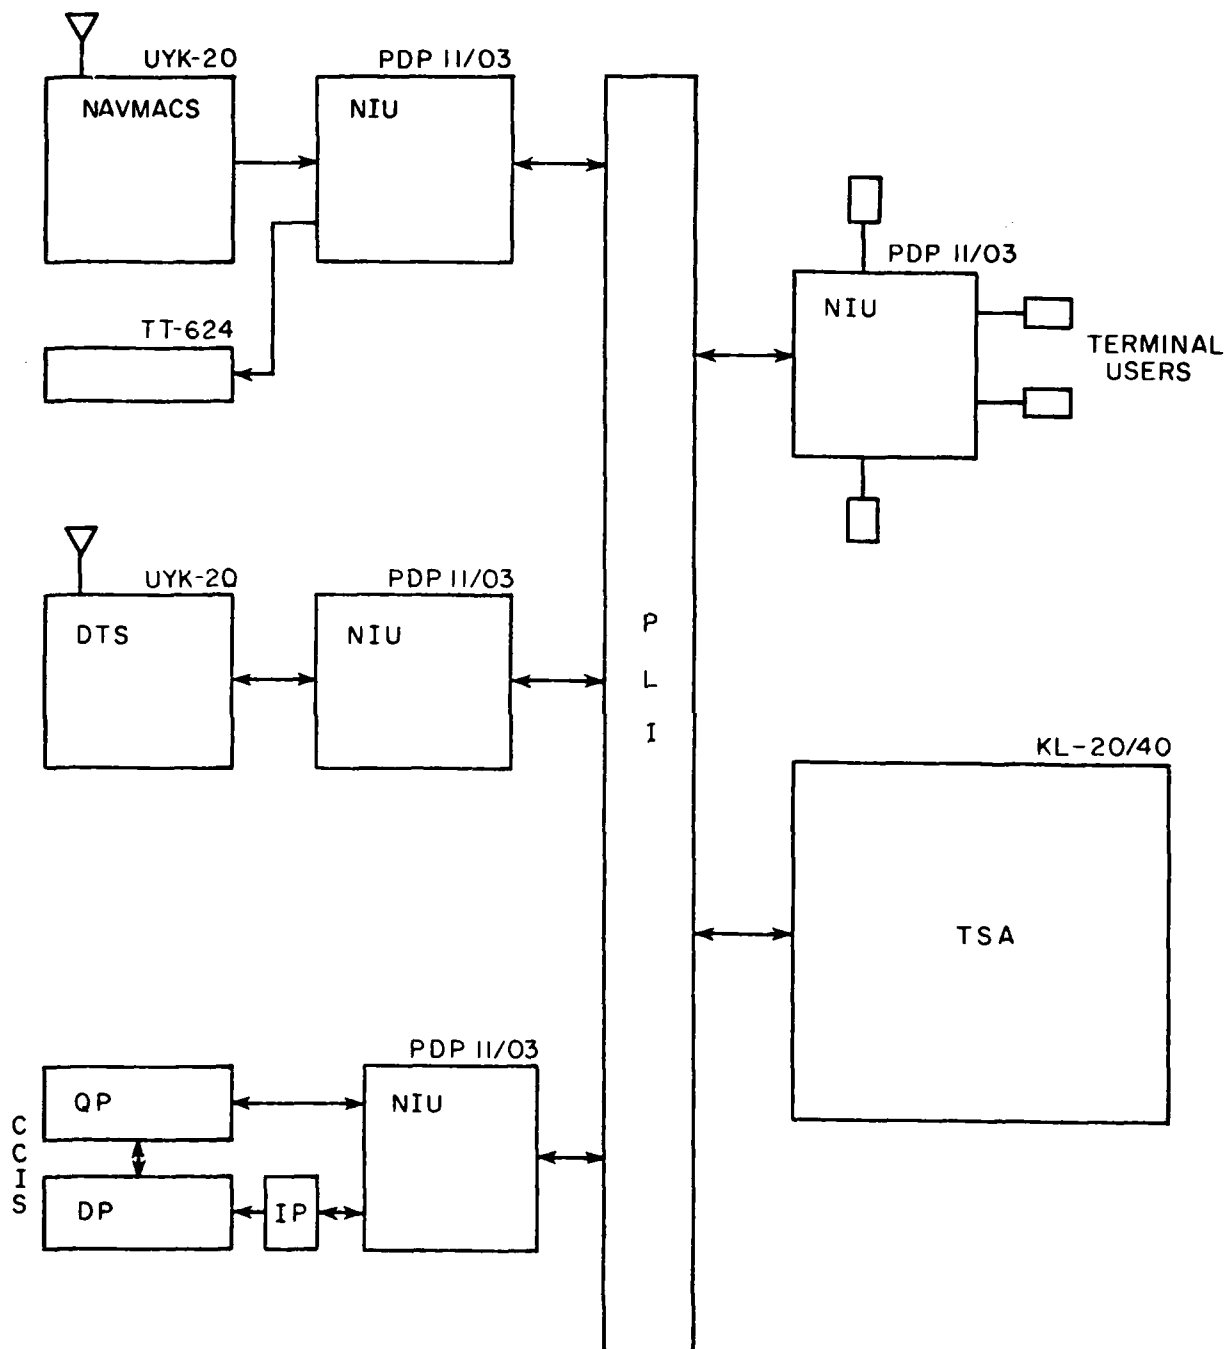 UYK-20
PDP 11/03
NAVMACS
NIU
TT-624
PDP 11/03
NIU
TERMINAL
USERS
UYK-20
PDP 11/03
DTS
NIU
P
L
I
KL-20/40
TSA
PDP 11/03
QP
NIU
C
C
I
S
DP
IP